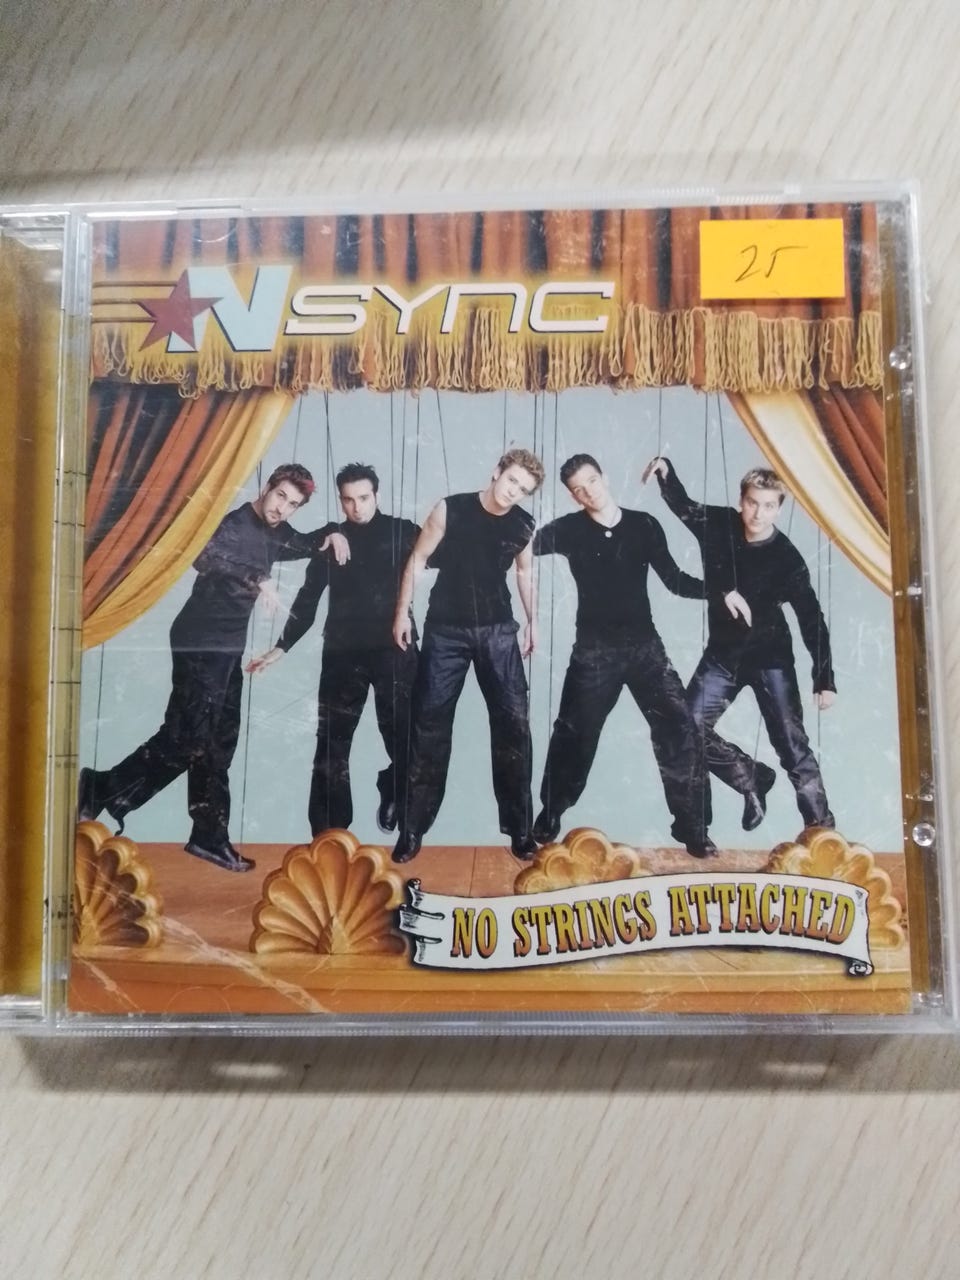 ★NSYNC
25
NO STRINGS ATTACHED